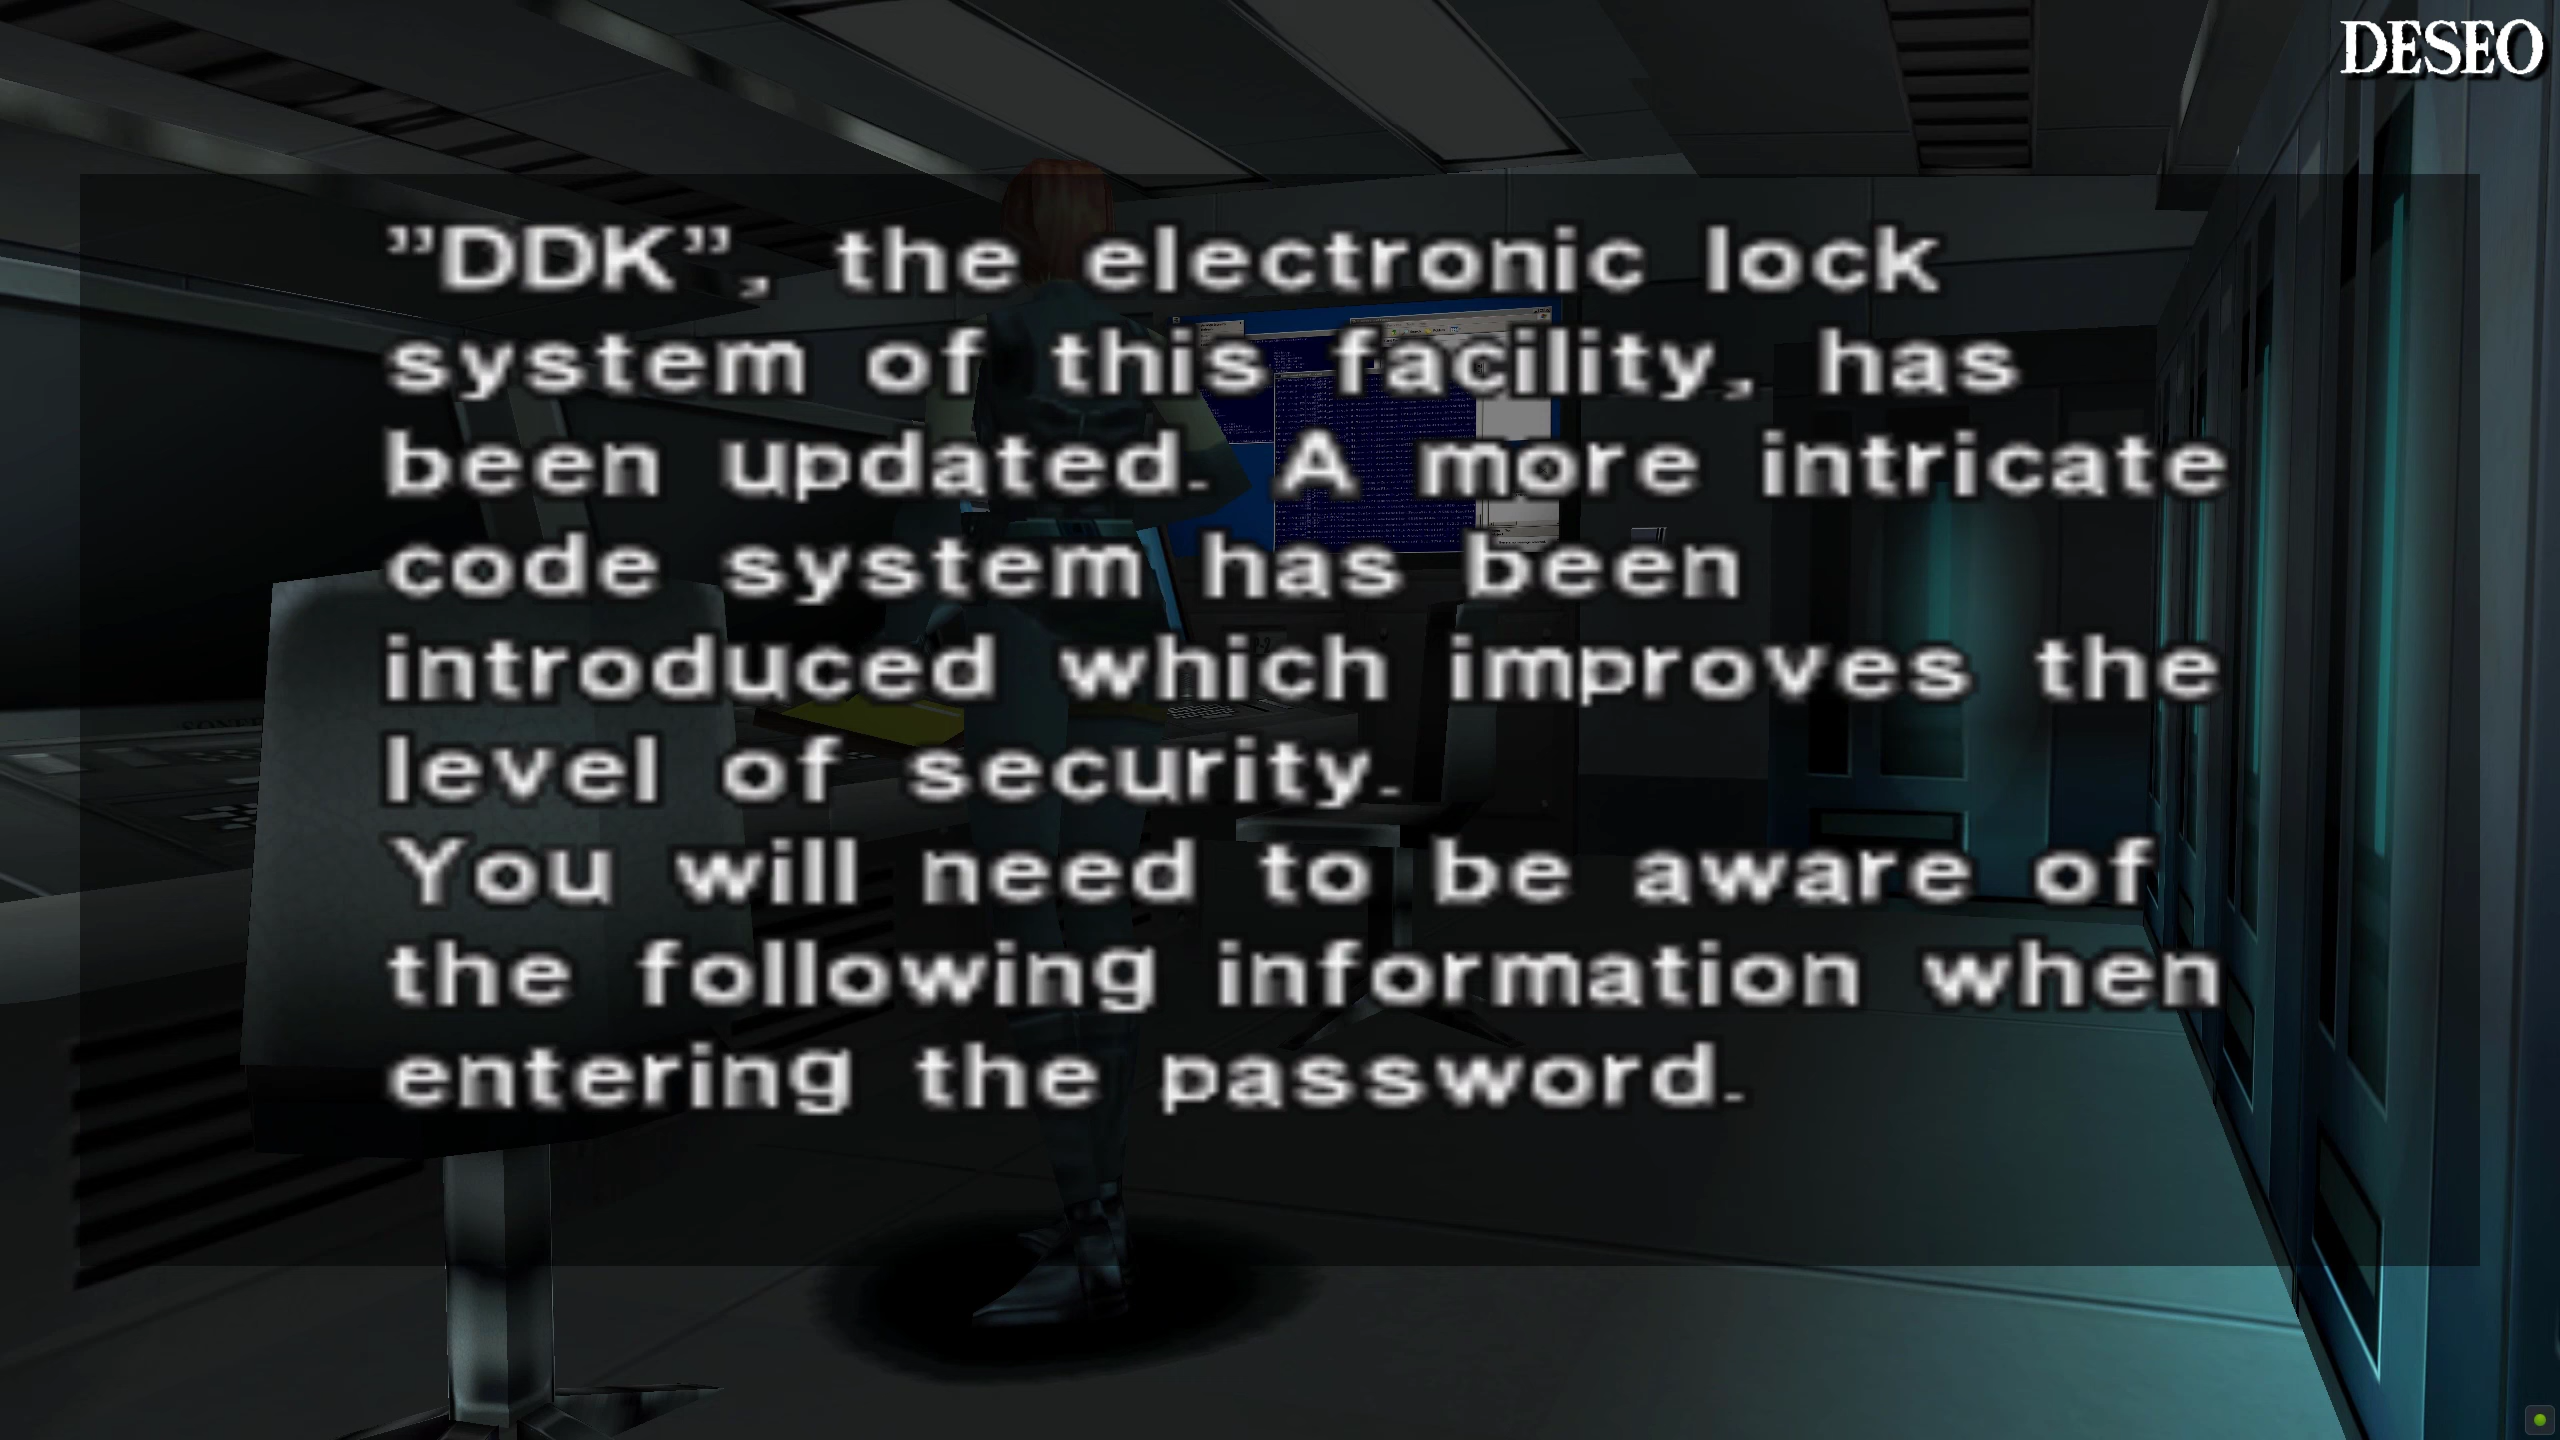 DESEO
”DDK”, the electronic lock
system of this facility, has
been updated. A more intricate
code system has been
introduced which improves the
level of security.
You will need to be aware of
the following information when
entering the password.